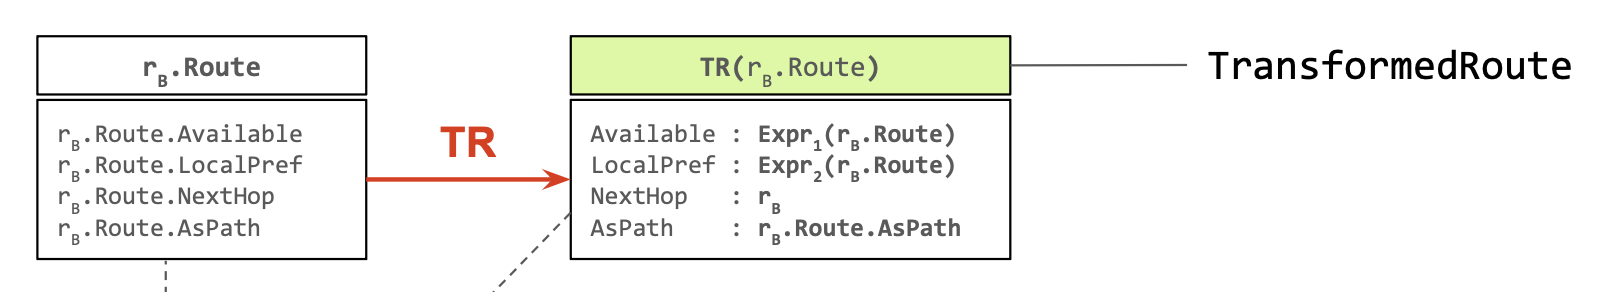 r_B.Route
TR(r_B.Route)
TransformedRoute
r_B.Route.Available
r_B.Route.LocalPref
r_B.Route.NextHop
r_B.Route.AsPath
TR
Available : Expr_1(r_B.Route)
LocalPref : Expr_2(r_B.Route)
NextHop : r_B
AsPath : r_B.Route.AsPath